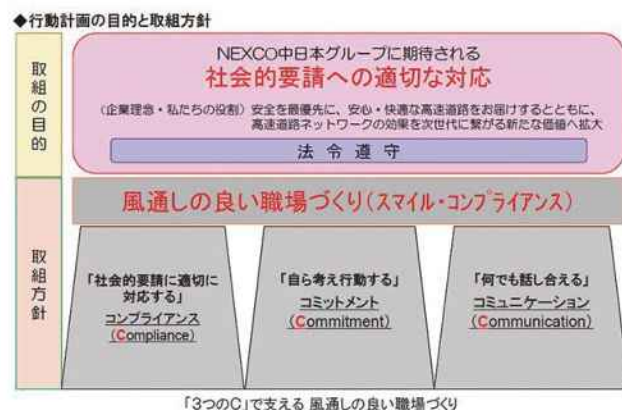 ◆行動計画の目的と取組方針
取組の目的
NEXCO中日本グループに期待される
社会的要請への適切な対応
(企業理念・私たちの役割)安全を最優先に、安心・快適な高速道路をお届けするとともに、
高速道路ネットワークの効果を次世代に繋がる新たな価値へ拡大
法令遵守
取組方針
風通しの良い職場づくり(スマイル・コンプライアンス)
「社会的要請に適切に
対応する」
コンプライアンス
(Compliance)
「自ら考え行動する」
コミットメント
(Commitment)
「何でも話し合える」
コミュニケーション
(Communication)
「3つのC」で支える 風通しの良い職場づくり